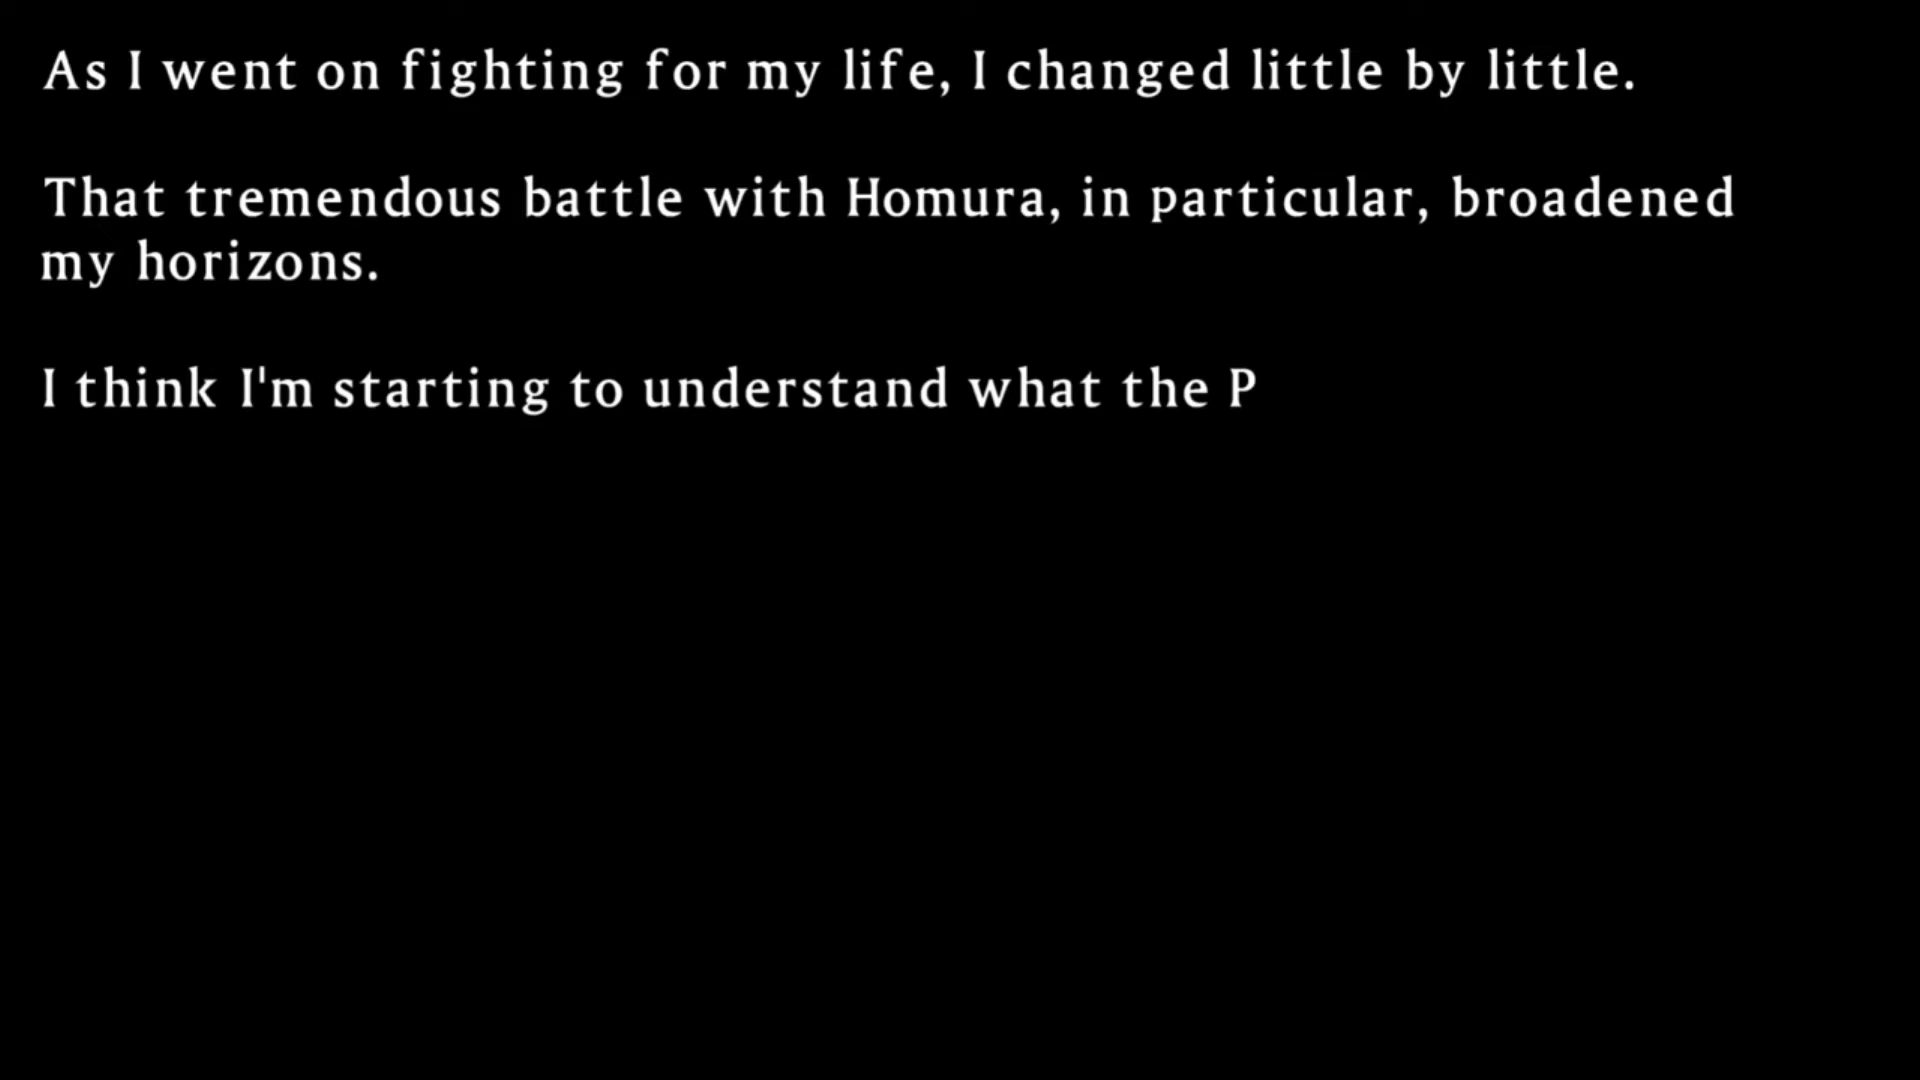 As I went on fighting for my life, I changed little by little.
That tremendous battle with Homura, in particular, broadened
my horizons.
I think I'm starting to understand what the P